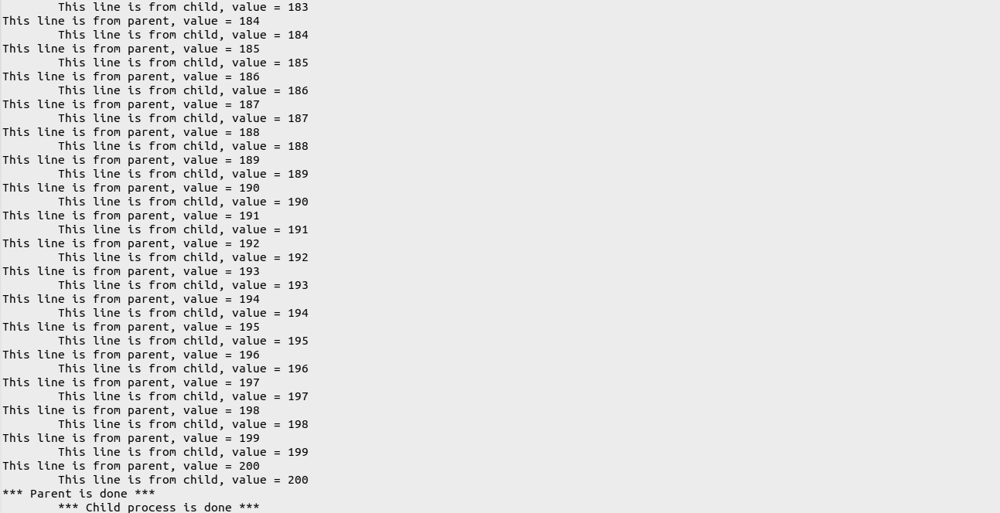 This line is from child, value = 183
This line is from parent, value = 184
This line is from child, value = 184
This line is from parent, value = 185
This line is from child, value = 185
This line is from parent, value = 186
This line is from child, value = 186
This line is from parent, value = 187
This line is from child, value = 187
This line is from parent, value = 188
This line is from child, value = 188
This line is from parent, value = 189
This line is from child, value = 189
This line is from parent, value = 190
This line is from child, value = 190
This line is from parent, value = 191
This line is from child, value = 191
This line is from parent, value = 192
This line is from child, value = 192
This line is from parent, value = 193
This line is from child, value = 193
This line is from parent, value = 194
This line is from child, value = 194
This line is from parent, value = 195
This line is from child, value = 195
This line is from parent, value = 196
This line is from child, value = 196
This line is from parent, value = 197
This line is from child, value = 197
This line is from parent, value = 198
This line is from child, value = 198
This line is from parent, value = 199
This line is from child, value = 199
This line is from parent, value = 200
This line is from child, value = 200
*** Parent is done ***
*** Child process is done ***